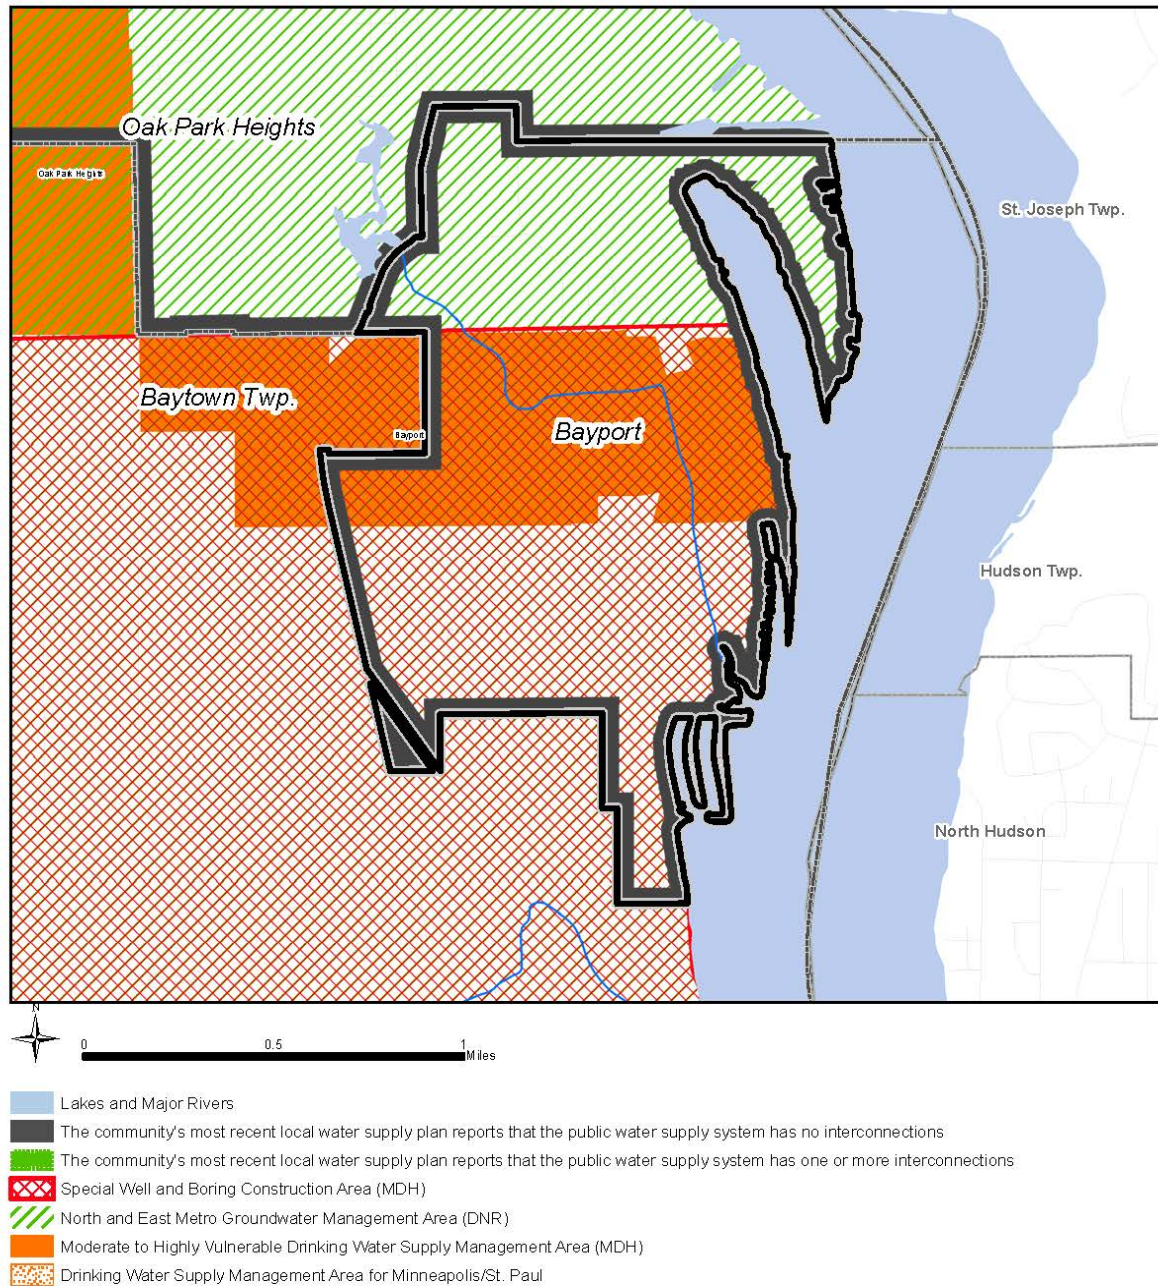 Oak Park Heights
Oak Park Heights
St. Joseph Twp.
Baytown Twp.
Bayport
Bayport
Hudson Twp.
North Hudson
N
0 0.5 1
Miles
Lakes and Major Rivers
The community's most recent local water supply plan reports that the public water supply system has no interconnections
The community's most recent local water supply plan reports that the public water supply system has one or more interconnections
Special Well and Boring Construction Area (MDH)
North and East Metro Groundwater Management Area (DNR)
Moderate to Highly Vulnerable Drinking Water Supply Management Area (MDH)
Drinking Water Supply Management Area for Minneapolis/St. Paul